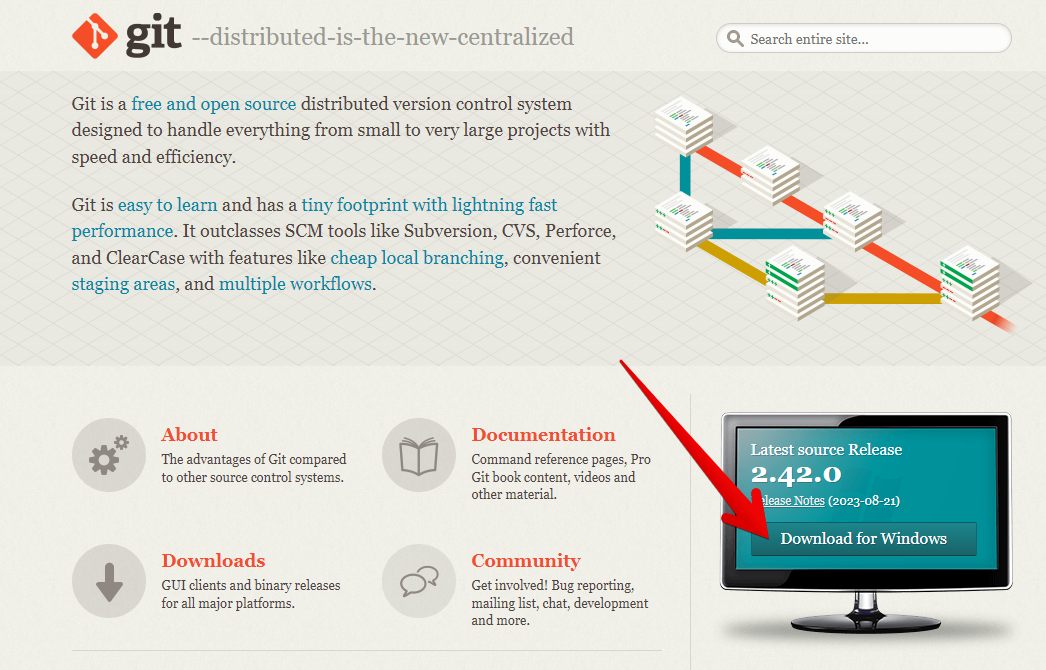 git --distributed-is-the-new-centralized
Search entire site...
Git is a free and open source distributed version control system
designed to handle everything from small to very large projects with
speed and efficiency.
Git is easy to learn and has a tiny footprint with lightning fast
performance. It outclasses SCM tools like Subversion, CVS, Perforce,
and ClearCase with features like cheap local branching, convenient
staging areas, and multiple workflows.
About
The advantages of Git compared
to other source control systems.
Documentation
Command reference pages, Pro
Git book content, videos and
other material.
Downloads
GUI clients and binary releases
for all major platforms.
Community
Get involved! Bug reporting,
mailing list, chat, development
and more.
Latest source Release
2.42.0
Release Notes (2023-08-21)
Download for Windows